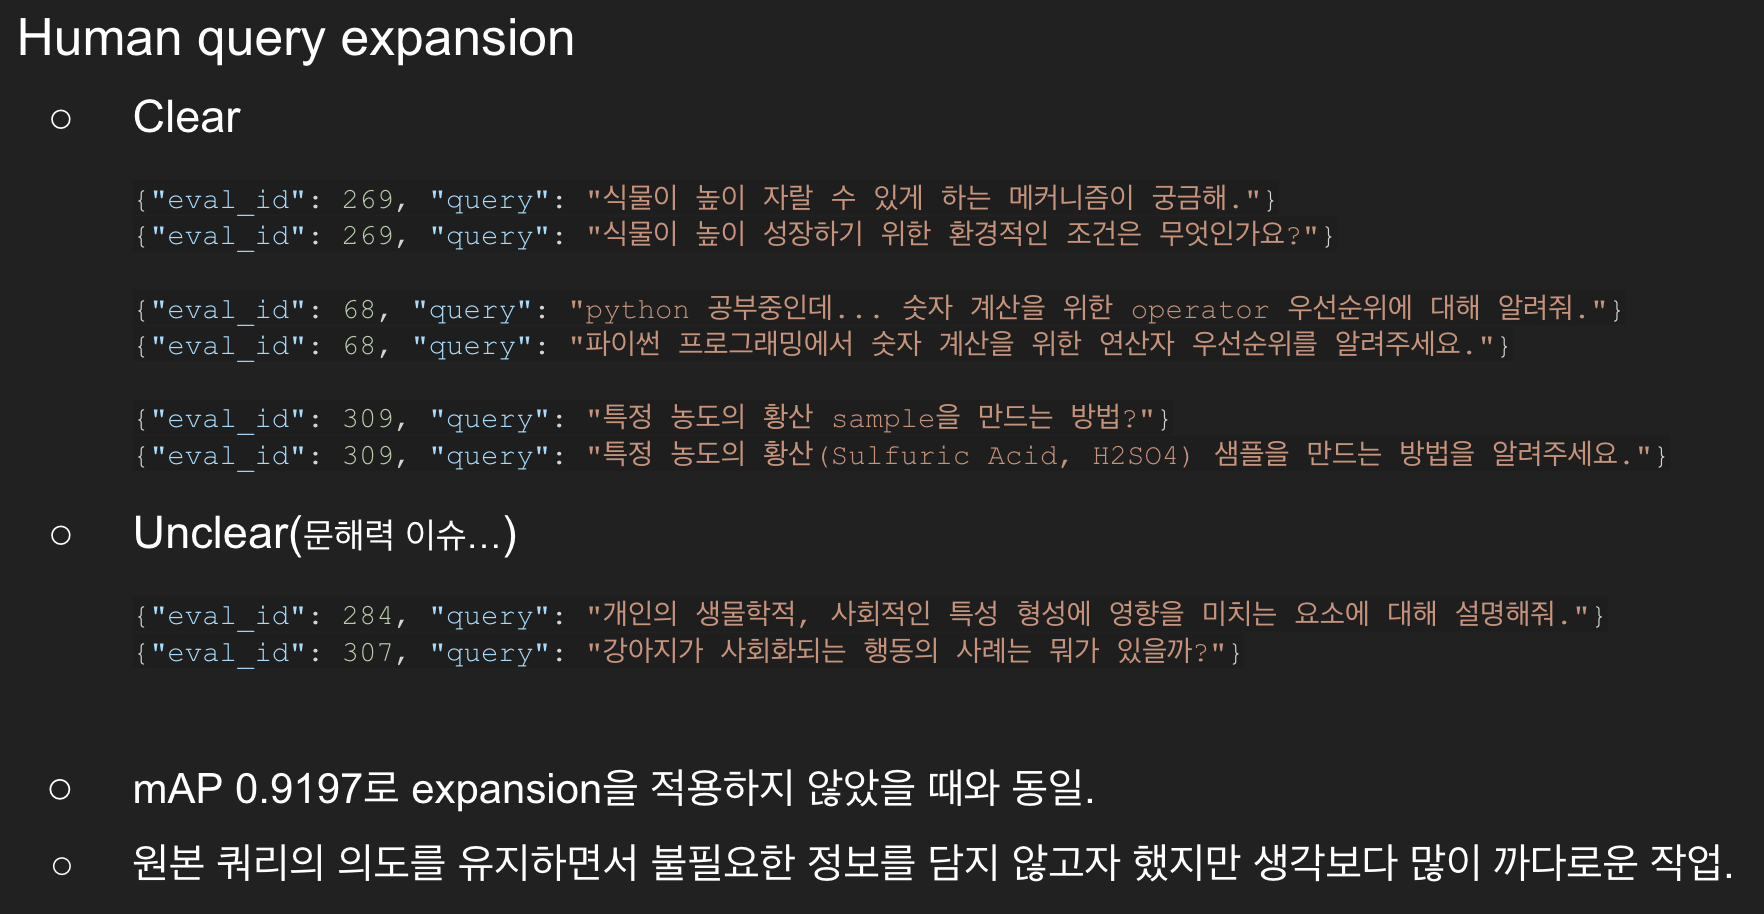 Human query expansion
○ Clear
{"eval_id": 269, "query": "식물이 높이 자랄 수 있게 하는 메커니즘이 궁금해."}
{"eval_id": 269, "query": "식물이 높이 성장하기 위한 환경적인 조건은 무엇인가요?"}
{"eval_id": 68, "query": "python 공부중인데... 숫자 계산을 위한 operator 우선순위에 대해 알려줘."}
{"eval_id": 68, "query": "파이썬 프로그래밍에서 숫자 계산을 위한 연산자 우선순위를 알려주세요."}
{"eval_id": 309, "query": "특정 농도의 황산 sample을 만드는 방법?"}
{"eval_id": 309, "query": "특정 농도의 황산(Sulfuric Acid, H2SO4) 샘플을 만드는 방법을 알려주세요."}
○ Unclear(문해력 이슈...)
{"eval_id": 284, "query": "개인의 생물학적, 사회적인 특성 형성에 영향을 미치는 요소에 대해 설명해줘."}
{"eval_id": 307, "query": "강아지가 사회화되는 행동의 사례는 뭐가 있을까?"}
○ mAP 0.9197로 expansion을 적용하지 않았을 때와 동일.
○ 원본 쿼리의 의도를 유지하면서 불필요한 정보를 담지 않고자 했지만 생각보다 많이 까다로운 작업.